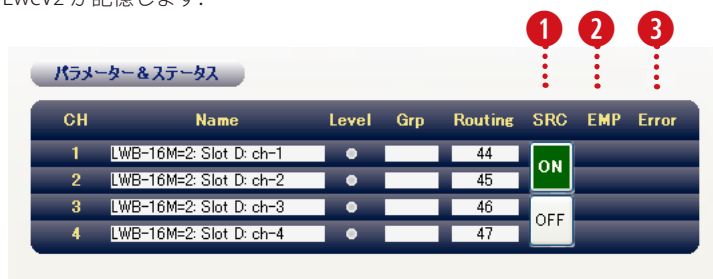 LweV2 が記憶します．
1 2 3
パラメーター＆ステータス
CH Name Level Grp Routing SRC EMP Error
1 LWB-16M=2: Slot D: ch-1 44 ON
2 LWB-16M=2: Slot D: ch-2 45
3 LWB-16M=2: Slot D: ch-3 46 OFF
4 LWB-16M=2: Slot D: ch-4 47